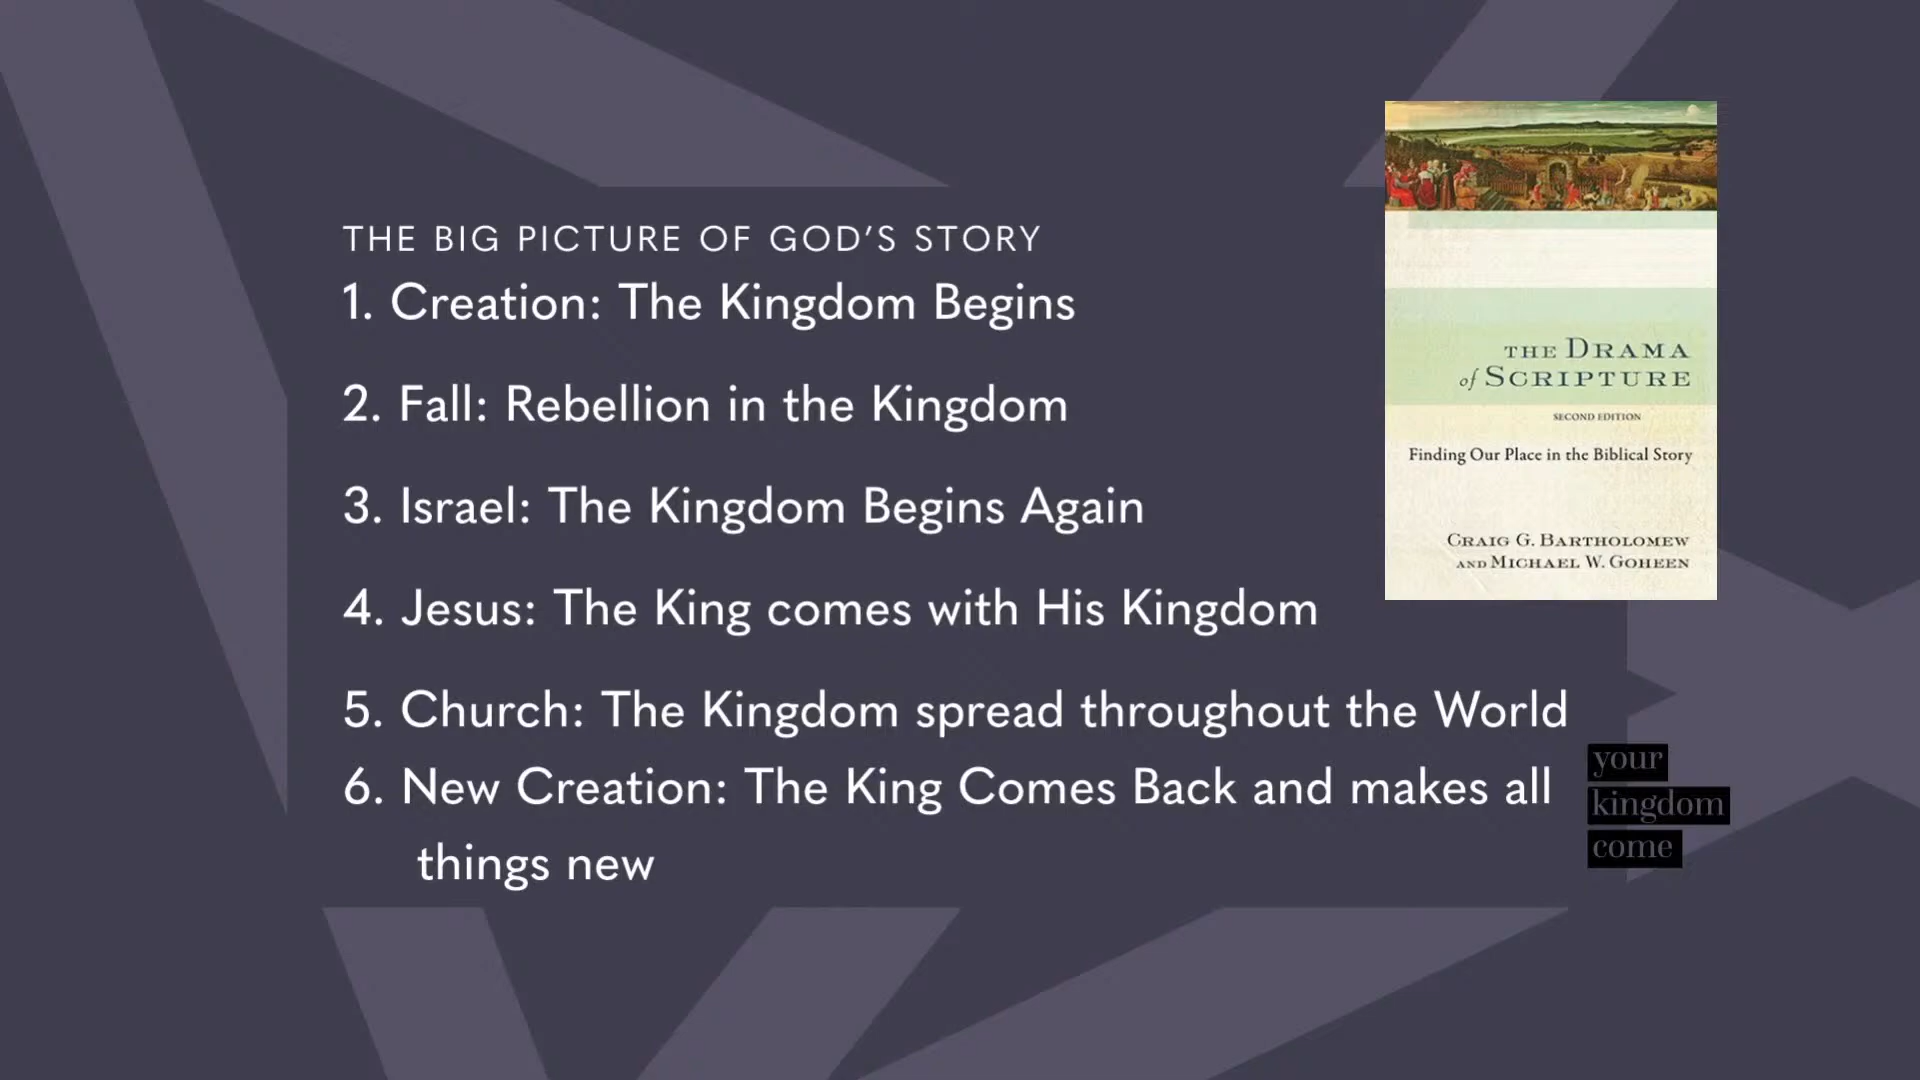 THE BIG PICTURE OF GOD'S STORY
1. Creation: The Kingdom Begins
2. Fall: Rebellion in the Kingdom
3. Israel: The Kingdom Begins Again
4. Jesus: The King comes with His Kingdom
5. Church: The Kingdom spread throughout the World
6. New Creation: The King Comes Back and makes all
things new
THE DRAMA
of SCRIPTURE
SECOND EDITION
Finding Our Place in the Biblical Story
CRAIG G. BARTHOLOMEW
AND MICHAEL W. GOHEEN
your
kingdom
come